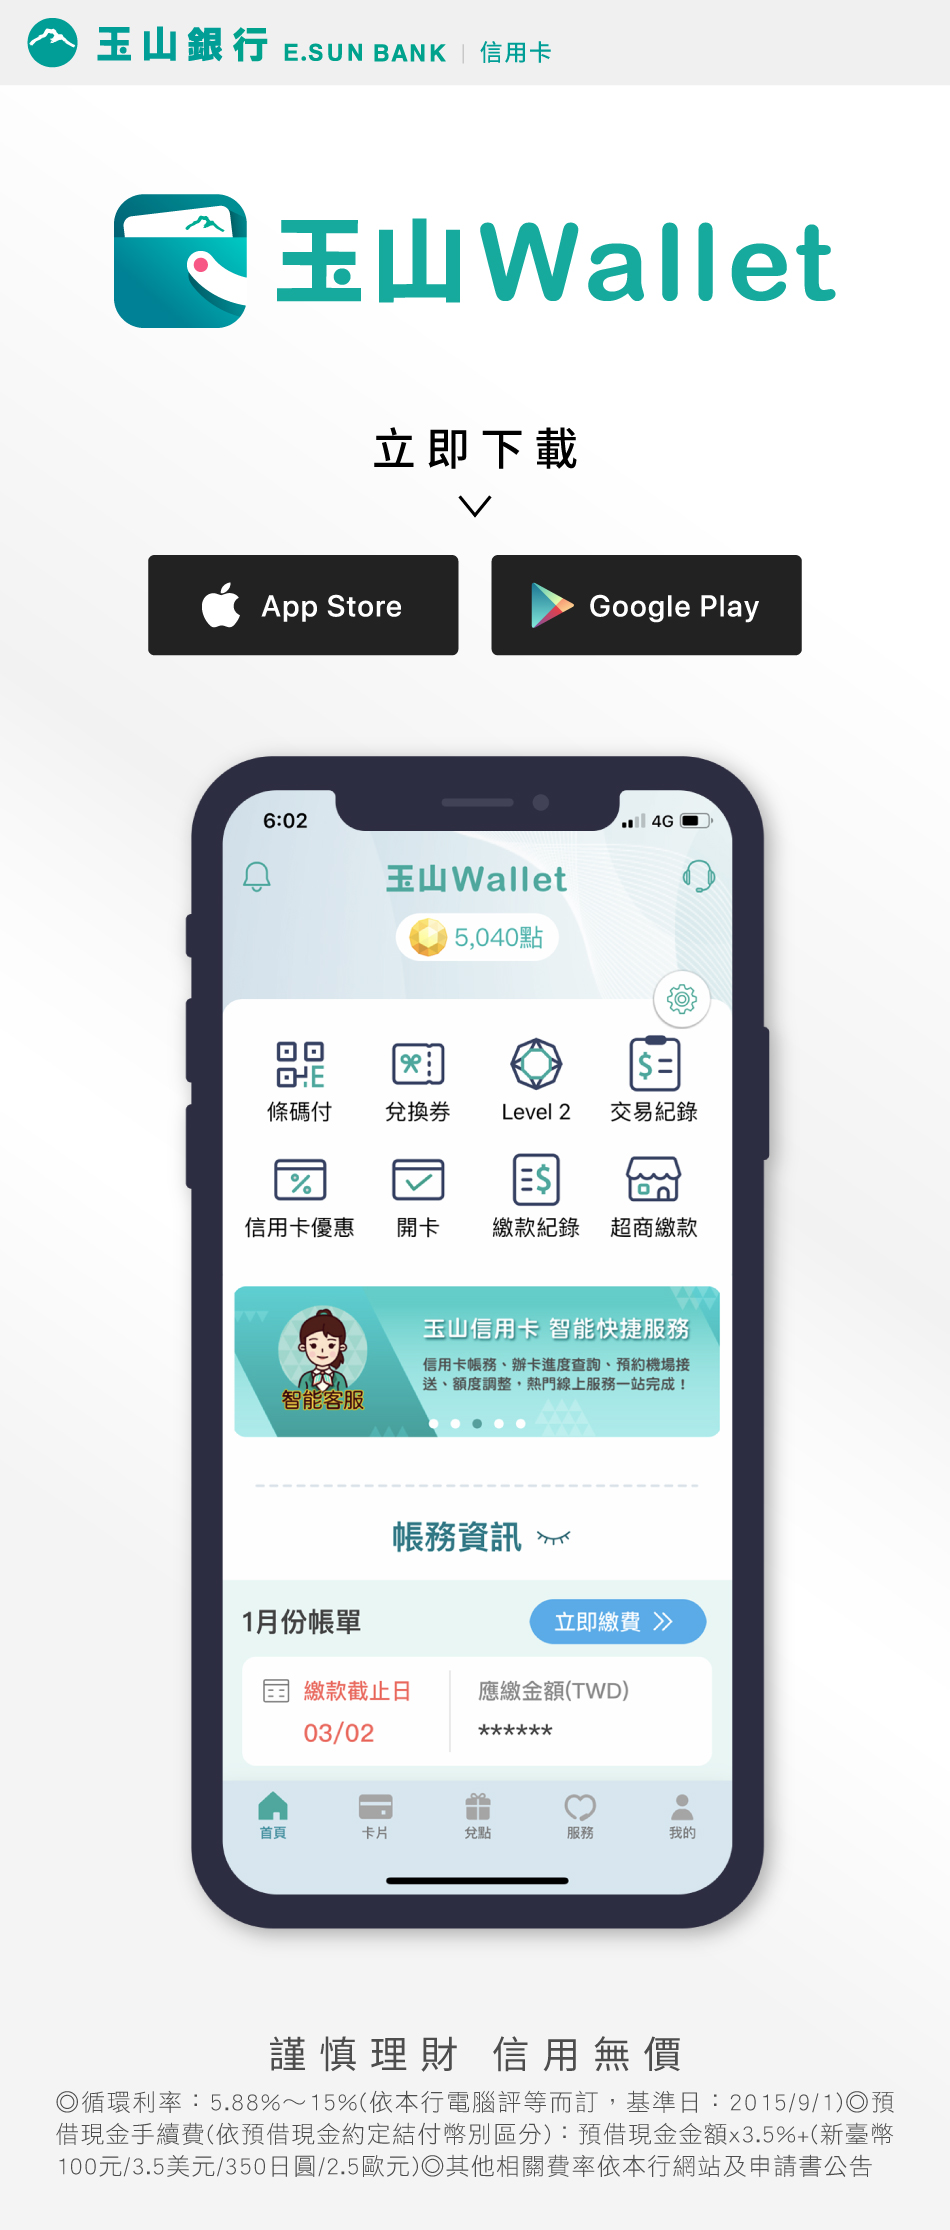 玉山銀行 E.SUN BANK | 信用卡
玉山Wallet
立即下載
App Store
Google Play
6:02
4G
玉山Wallet
5,040點
條碼付 兌換券 Level 2 交易紀錄
信用卡優惠 開卡 繳款紀錄 超商繳款
玉山信用卡 智能快捷服務
信用卡帳務、辦卡進度查詢、預約機場接
送、額度調整，熱門線上服務一站完成！
智能客服
帳務資訊
1月份帳單
立即繳費
繳款截止日 應繳金額(TWD)
03/02 ******
首頁 卡片 兌點 服務 我的
謹慎理財 信用無價
◎循環利率：5.88%～15%(依本行電腦評等而訂，基準日：2015/9/1)◎預
借現金手續費(依預借現金約定結付幣別區分)：預借現金金額x3.5%+(新臺幣
100元/3.5美元/350日圓/2.5歐元)◎其他相關費率依本行網站及申請書公告